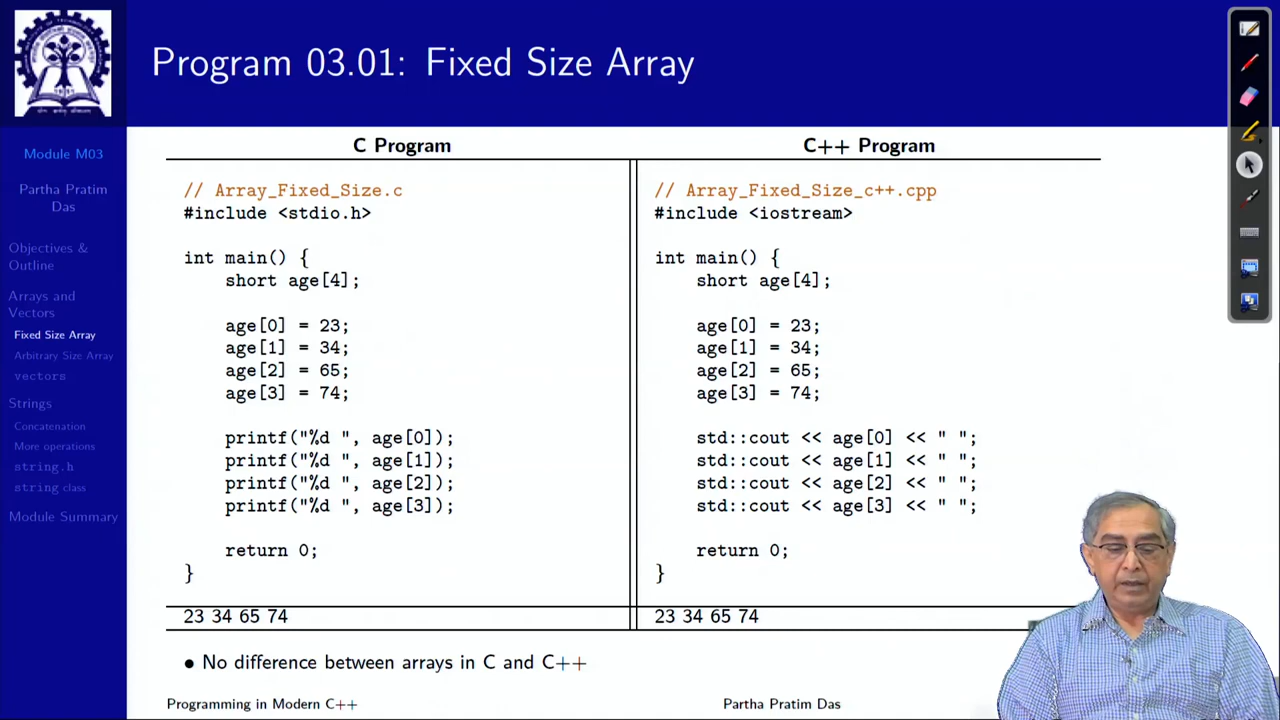 Program 03.01: Fixed Size Array
Module M03
Partha Pratim
Das
Objectives &
Outline
Arrays and
Vectors
Fixed Size Array
Arbitrary Size Array
vectors
Strings
Concatenation
More operations
string.h
string class
Module Summary
C Program
// Array_Fixed_Size.c
#include <stdio.h>
int main() {
short age[4];
age[0] = 23;
age[1] = 34;
age[2] = 65;
age[3] = 74;
printf("%d ", age[0]);
printf("%d ", age[1]);
printf("%d ", age[2]);
printf("%d ", age[3]);
return 0;
}
23 34 65 74
C++ Program
// Array_Fixed_Size_c++.cpp
#include <iostream>
int main() {
short age[4];
age[0] = 23;
age[1] = 34;
age[2] = 65;
age[3] = 74;
std::cout << age[0] << " ";
std::cout << age[1] << " ";
std::cout << age[2] << " ";
std::cout << age[3] << " ";
return 0;
}
23 34 65 74
● No difference between arrays in C and C++
Programming in Modern C++
Partha Pratim Das